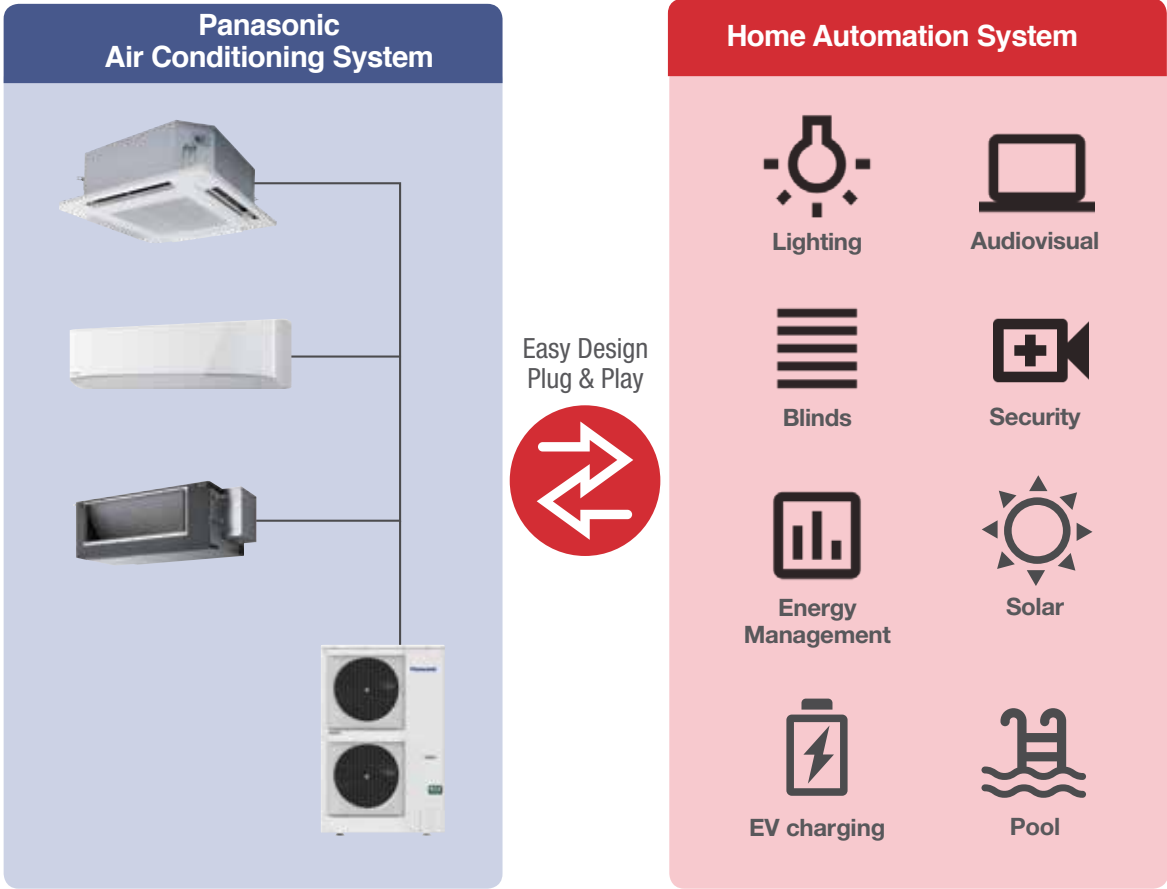 Panasonic
Air Conditioning System
Home Automation System
Lighting
Audiovisual
Easy Design
Plug & Play
Blinds
Security
Energy
Management
Solar
Panasonic
EV charging
Pool